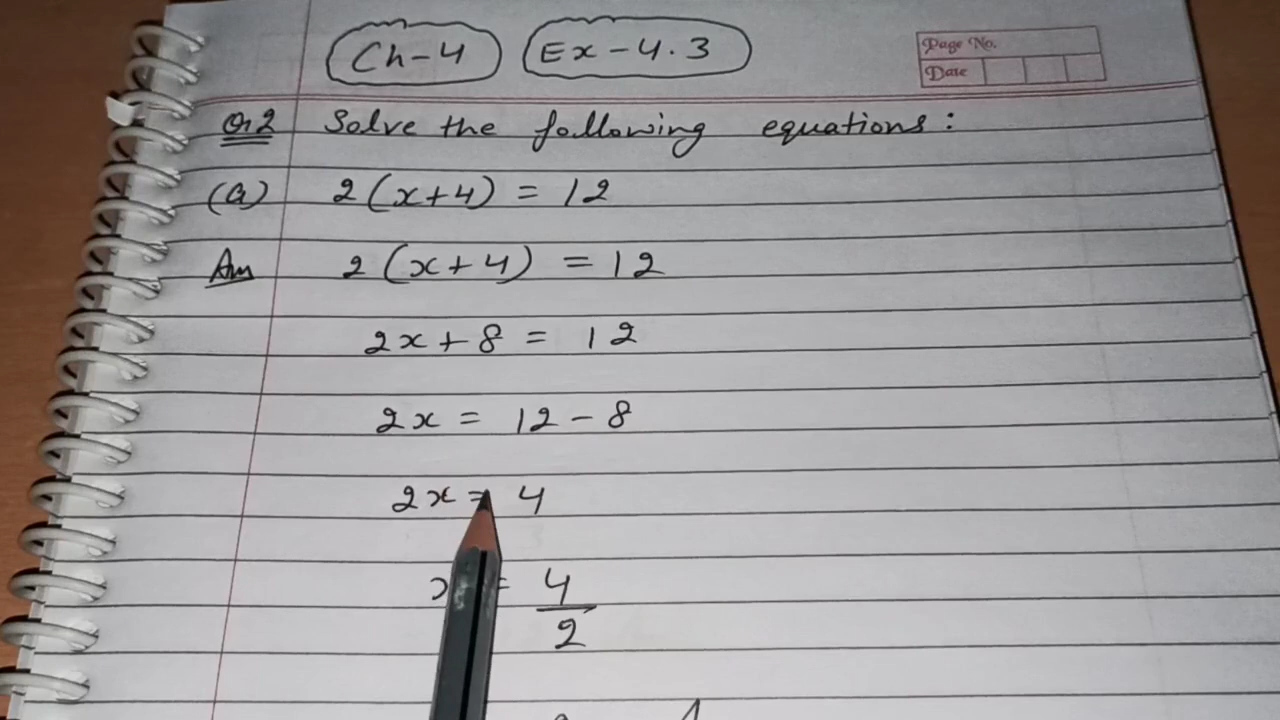 Ch-4 Ex-4.3
Page No.
Date
Q.2 Solve the following equations:
(a) 2(x+4) = 12
Ans 2(x+4) = 12
2x+8 = 12
2x = 12-8
2x = 4
x = 4/2